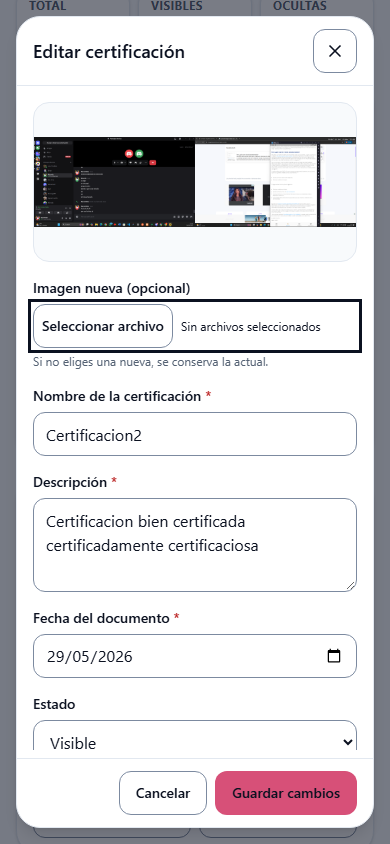 TOTAL
VISIBLES
OCULTAS
Editar certificación
Imagen nueva (opcional)
Seleccionar archivo Sin archivos seleccionados
Si no eliges una nueva, se conserva la actual.
Nombre de la certificación *
Certificacion2
Descripción *
Certificacion bien certificada
certificadamente certificaciosa
Fecha del documento *
29/05/2026
Estado
Visible
Cancelar
Guardar cambios